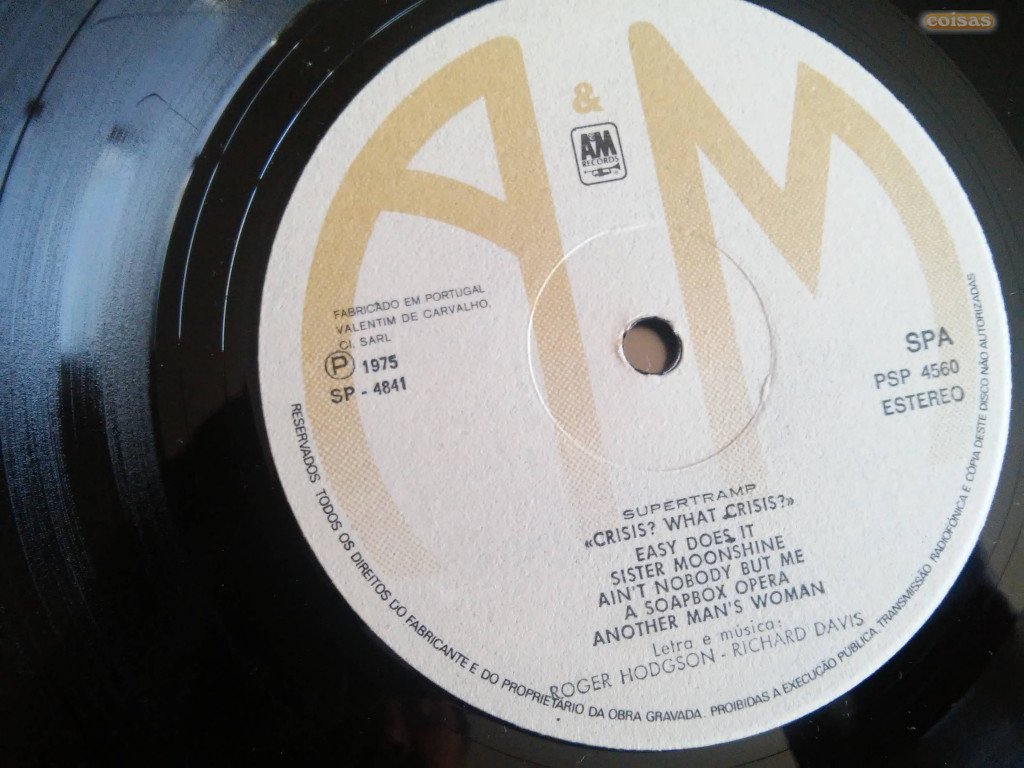 coisas
A & M
A&M
RECORDS
FABRICADO EM PORTUGAL
VALENTIM DE CARVALHO,
CI. SARL
Ⓟ 1975
SP - 4841
SPA
PSP 4560
ESTEREO
SUPERTRAMP
«CRISIS? WHAT CRISIS?»
EASY DOES IT
SISTER MOONSHINE
AIN'T NOBODY BUT ME
A SOAPBOX OPERA
ANOTHER MAN'S WOMAN
Letra e música:
ROGER HODGSON - RICHARD DAVIS
RESERVADOS TODOS OS DIREITOS DO FABRICANTE E DO PROPRIETÁRIO DA OBRA GRAVADA. PROIBIDAS A EXECUÇÃO PÚBLICA, TRANSMISSÃO RADIOFÓNICA E CÓPIA DESTE DISCO NÃO AUTORIZADAS